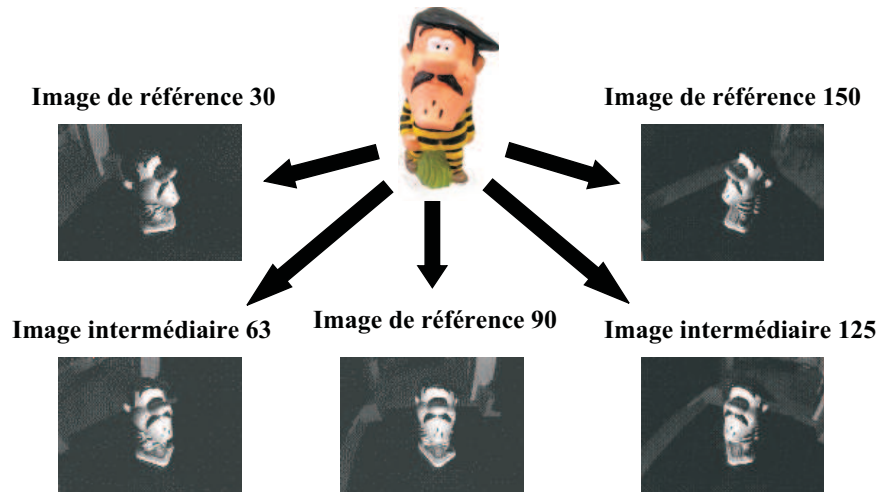 Image de référence 30
Image de référence 150
Image intermédiaire 63
Image de référence 90
Image intermédiaire 125